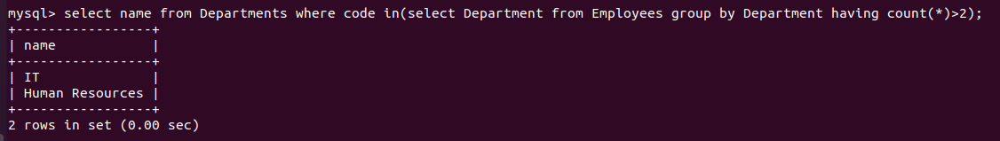 mysql> select name from Departments where code in(select Department from Employees group by Department having count(*)>2);
+-----------------+
| name            |
+-----------------+
| IT              |
| Human Resources |
+-----------------+
2 rows in set (0.00 sec)